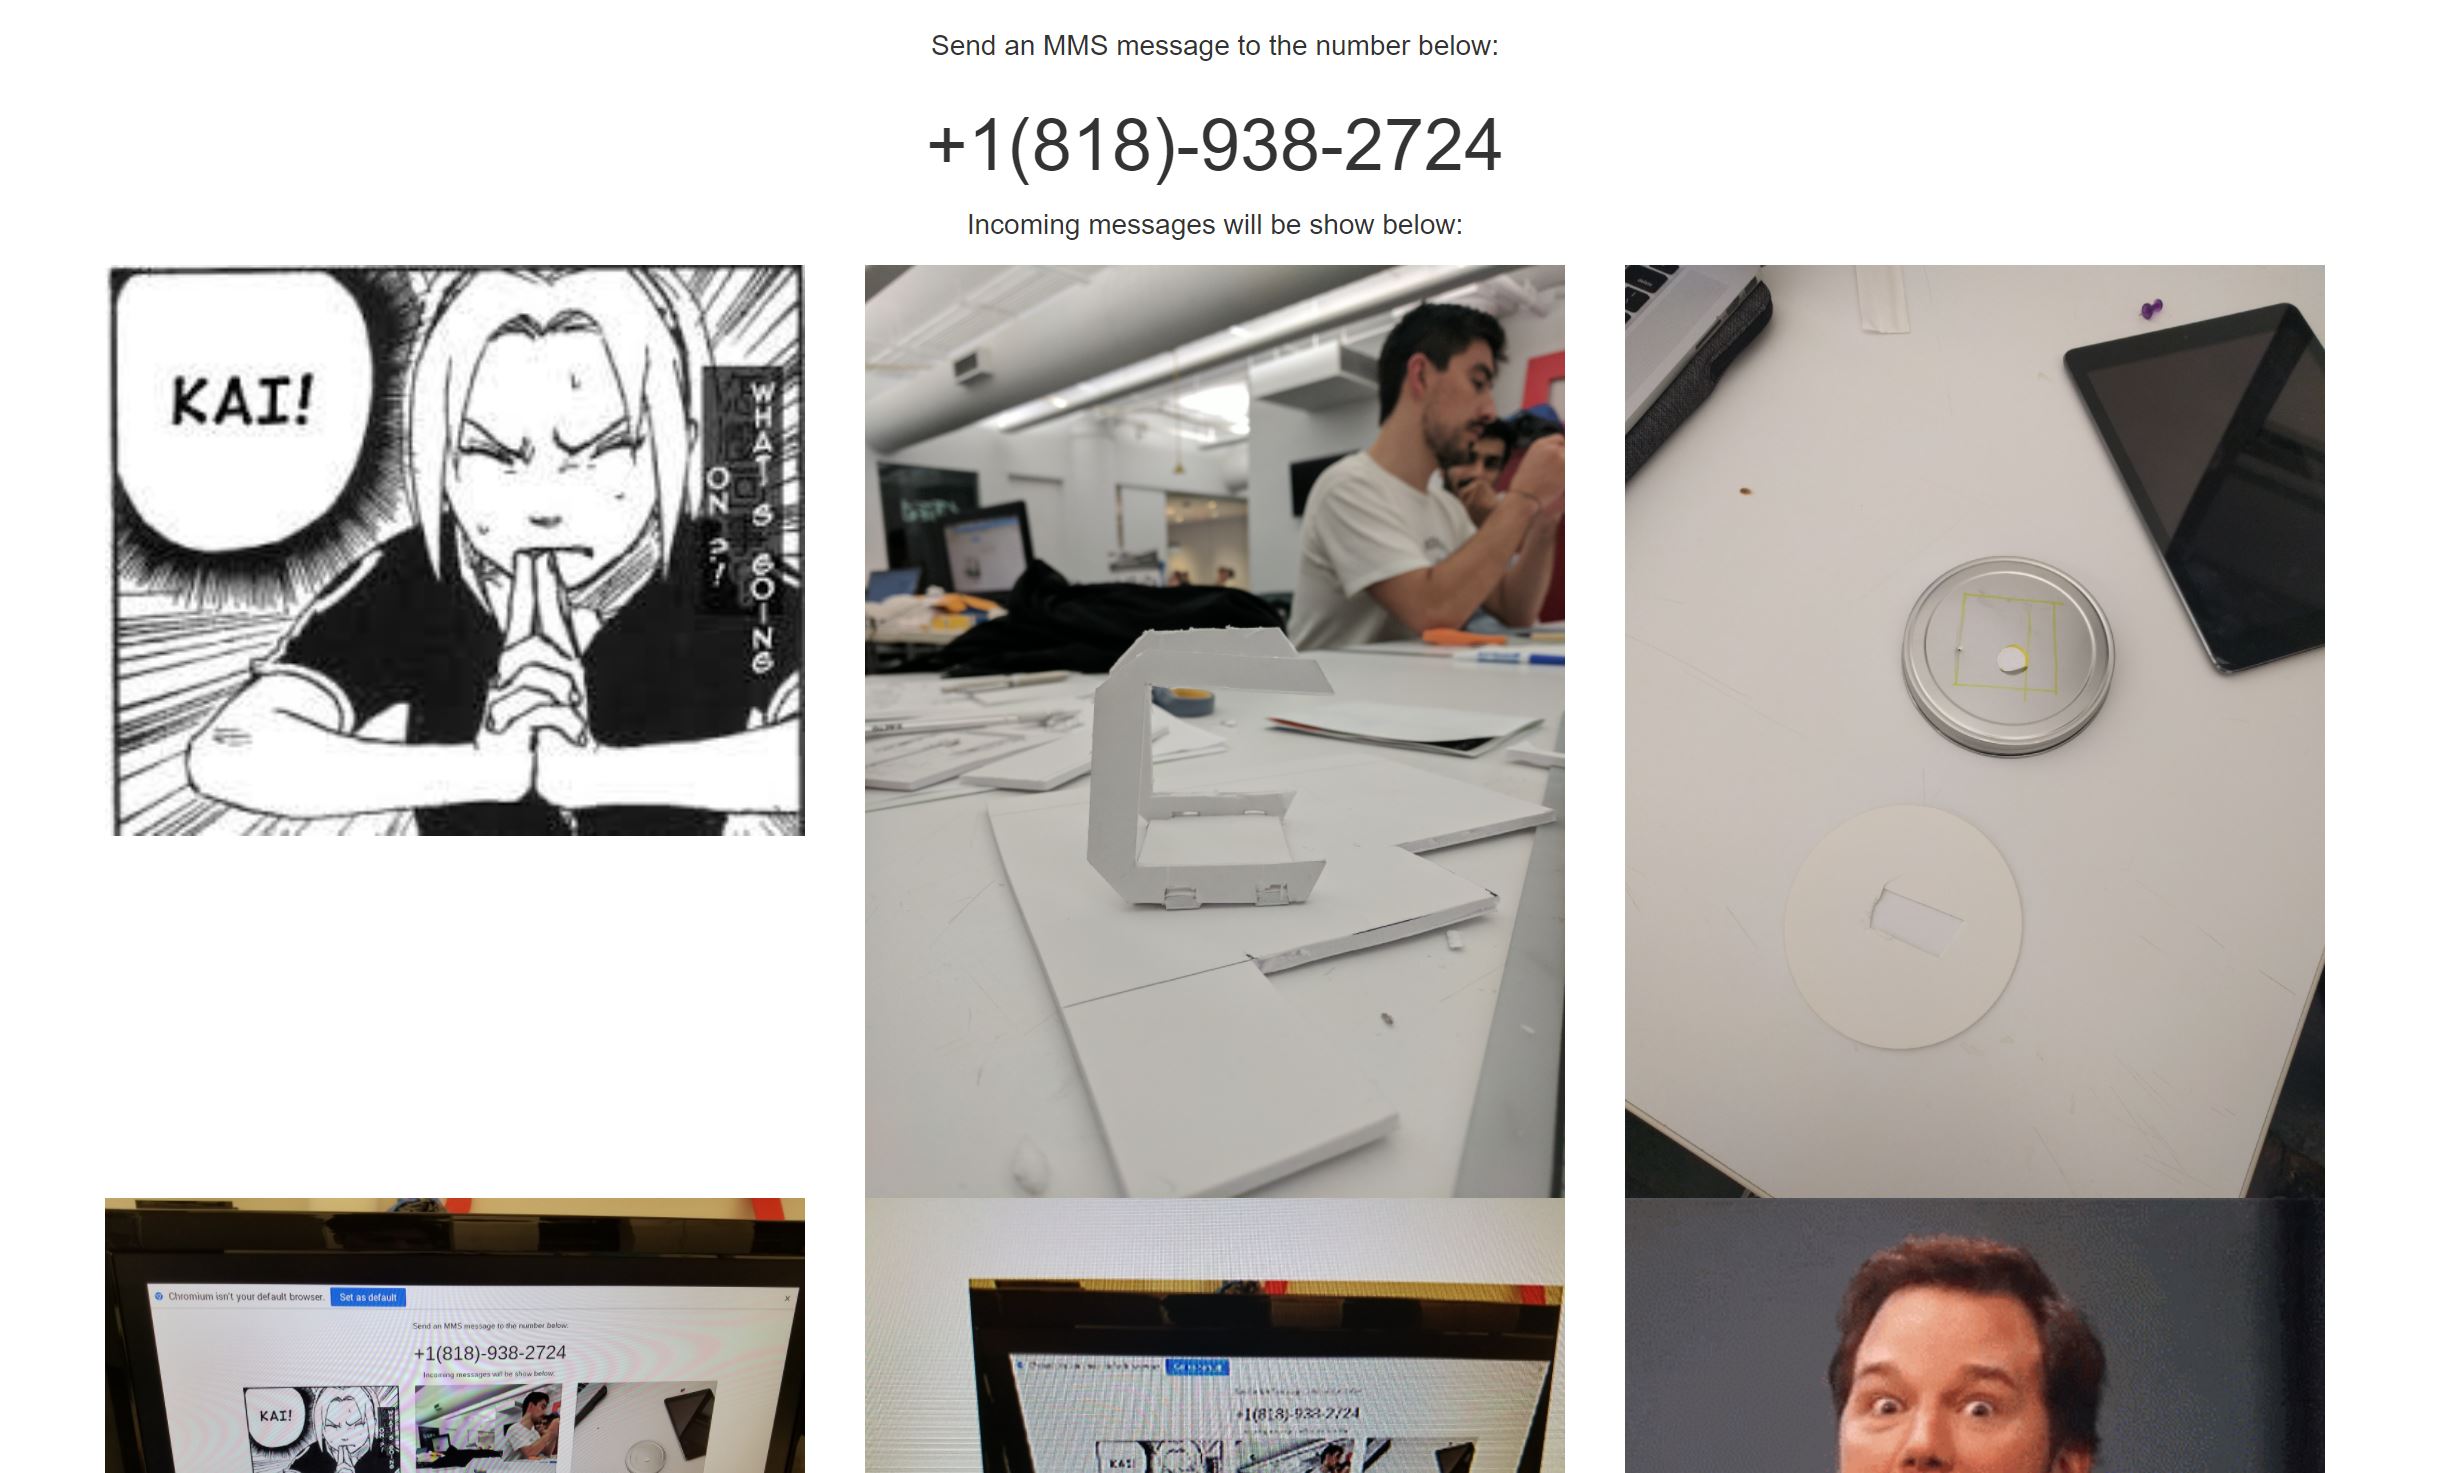 Send an MMS message to the number below:
+1(818)-938-2724
Incoming messages will be show below:
KAI!
WHAT'S GOING
ON?!
Chromium isn't your default browser.
Set as default
×
Send an MMS message to the number below:
+1(818)-938-2724
Incoming messages will be show below:
KAI!
+1(818)-938-2724
KAI!